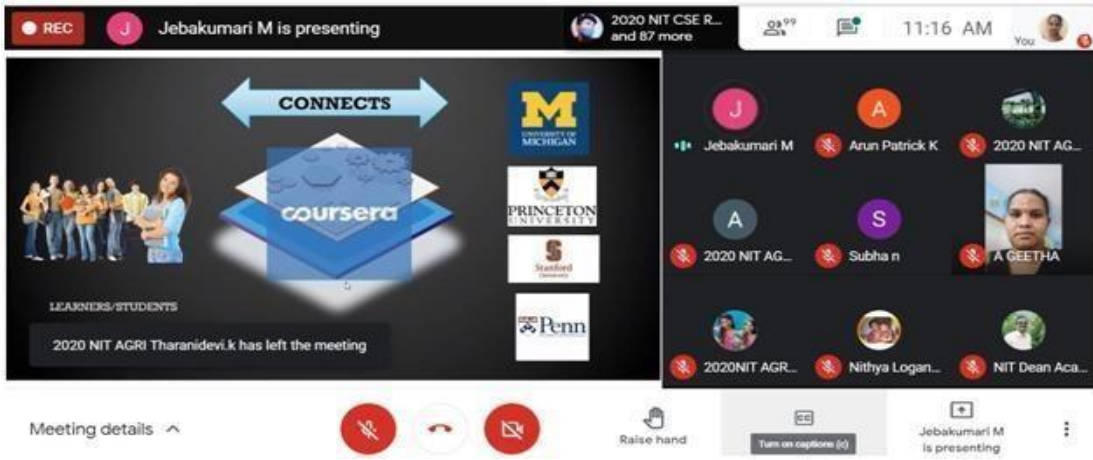 REC
J
Jebakumari M is presenting
2020 NIT CSE R...
and 87 more
99
11:16 AM
You
CONNECTS
coursera
M
UNIVERSITY OF
MICHIGAN
PRINCETON
UNIVERSITY
S
Stanford
University
Penn
LEARNERS/STUDENTS
2020 NIT AGRI Tharanidevi.k has left the meeting
J
Jebakumari M
A
Arun Patrick K
2020 NIT AG...
A
2020 NIT AG...
S
Subha n
A GEETHA
2020NIT AGR...
Nithya Logan...
NIT Dean Aca...
Meeting details
Raise hand
CC
Turn on captions (c)
Jebakumari M
is presenting